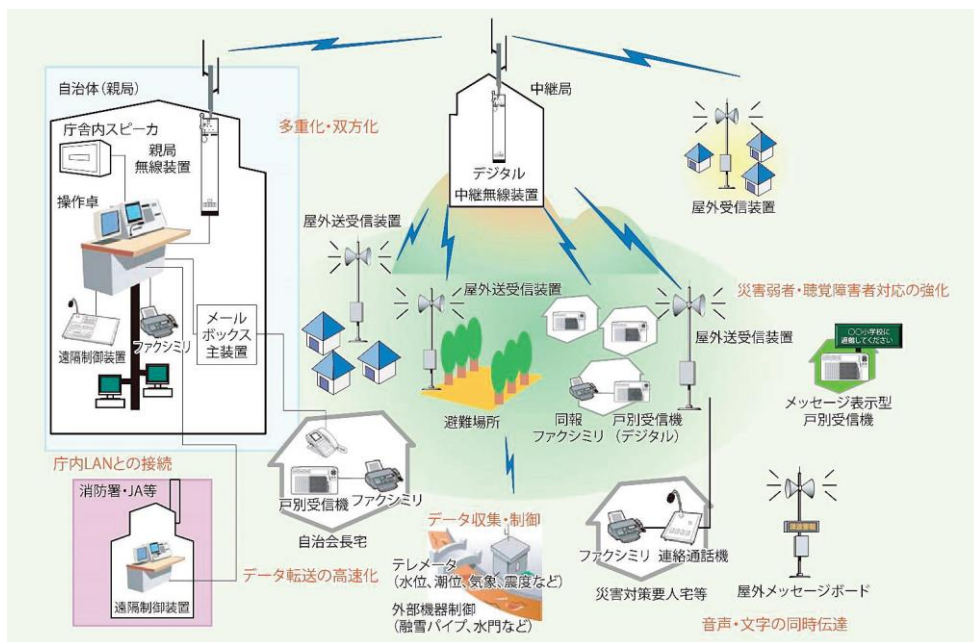 自治体(親局)
庁舎内スピーカ
親局
無線装置
操作卓
遠隔制御装置
ファクシミリ
メール
ボックス
主装置
庁内LANとの接続
消防署・JA等
遠隔制御装置
多重化・双方化
中継局
デジタル
中継無線装置
屋外受信装置
屋外送受信装置
屋外送受信装置
避難場所
同報
ファクシミリ
戸別受信機
(デジタル)
屋外送受信装置
災害弱者・聴覚障害者対応の強化
〇〇小学校に
避難してください
メッセージ表示型
戸別受信機
戸別受信機
ファクシミリ
自治会長宅
データ転送の高速化
データ収集・制御
テレメータ
(水位、潮位、気象、震度など)
外部機器制御
(融雪パイプ、水門など)
ファクシミリ
連絡通話機
災害対策要人宅等
屋外メッセージボード
音声・文字の同時伝達